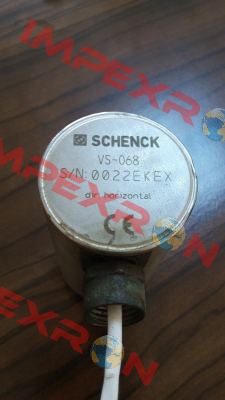 IMPEXRON
SCHENCK
VS-068
S/N: 0022EKEX
dir. horizontal
CE
IMPEXRON
IMPEXRON